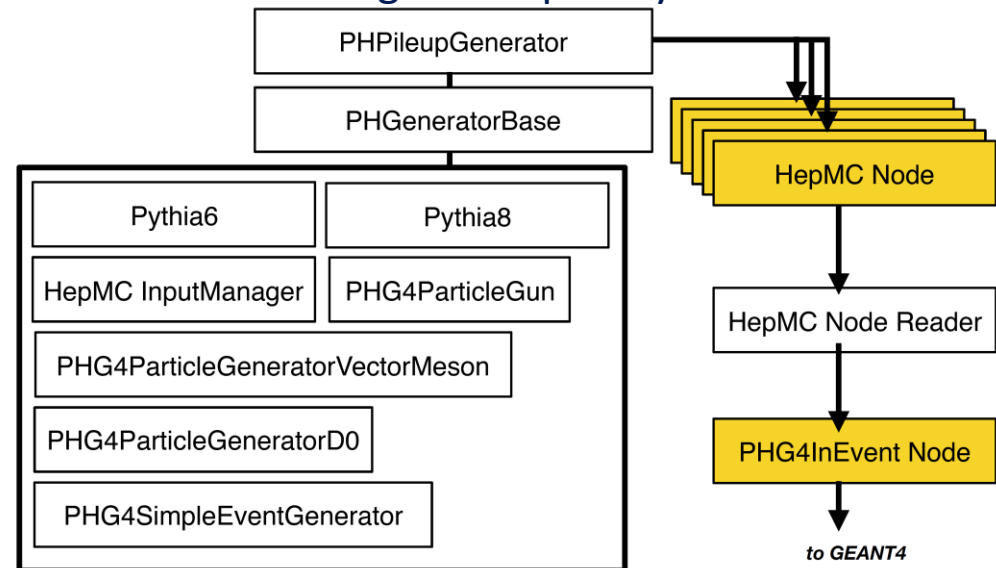 PHPileupGenerator
PHGeneratorBase
Pythia6
Pythia8
HepMC InputManager
PHG4ParticleGun
PHG4ParticleGeneratorVectorMeson
PHG4ParticleGeneratorD0
PHG4SimpleEventGenerator
HepMC Node
HepMC Node Reader
PHG4InEvent Node
to GEANT4